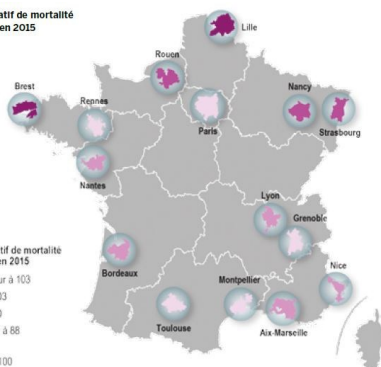 atif de mortalité
en 2015
Lille
Rouen
Brest
Rennes
Nancy
Paris
Strasbourg
Nantes
Lyon
Grenoble
tif de mortalité
en 2015
ur à 103
03
0
à 88
100
Bordeaux
Montpellier
Nice
Toulouse
Aix-Marseille